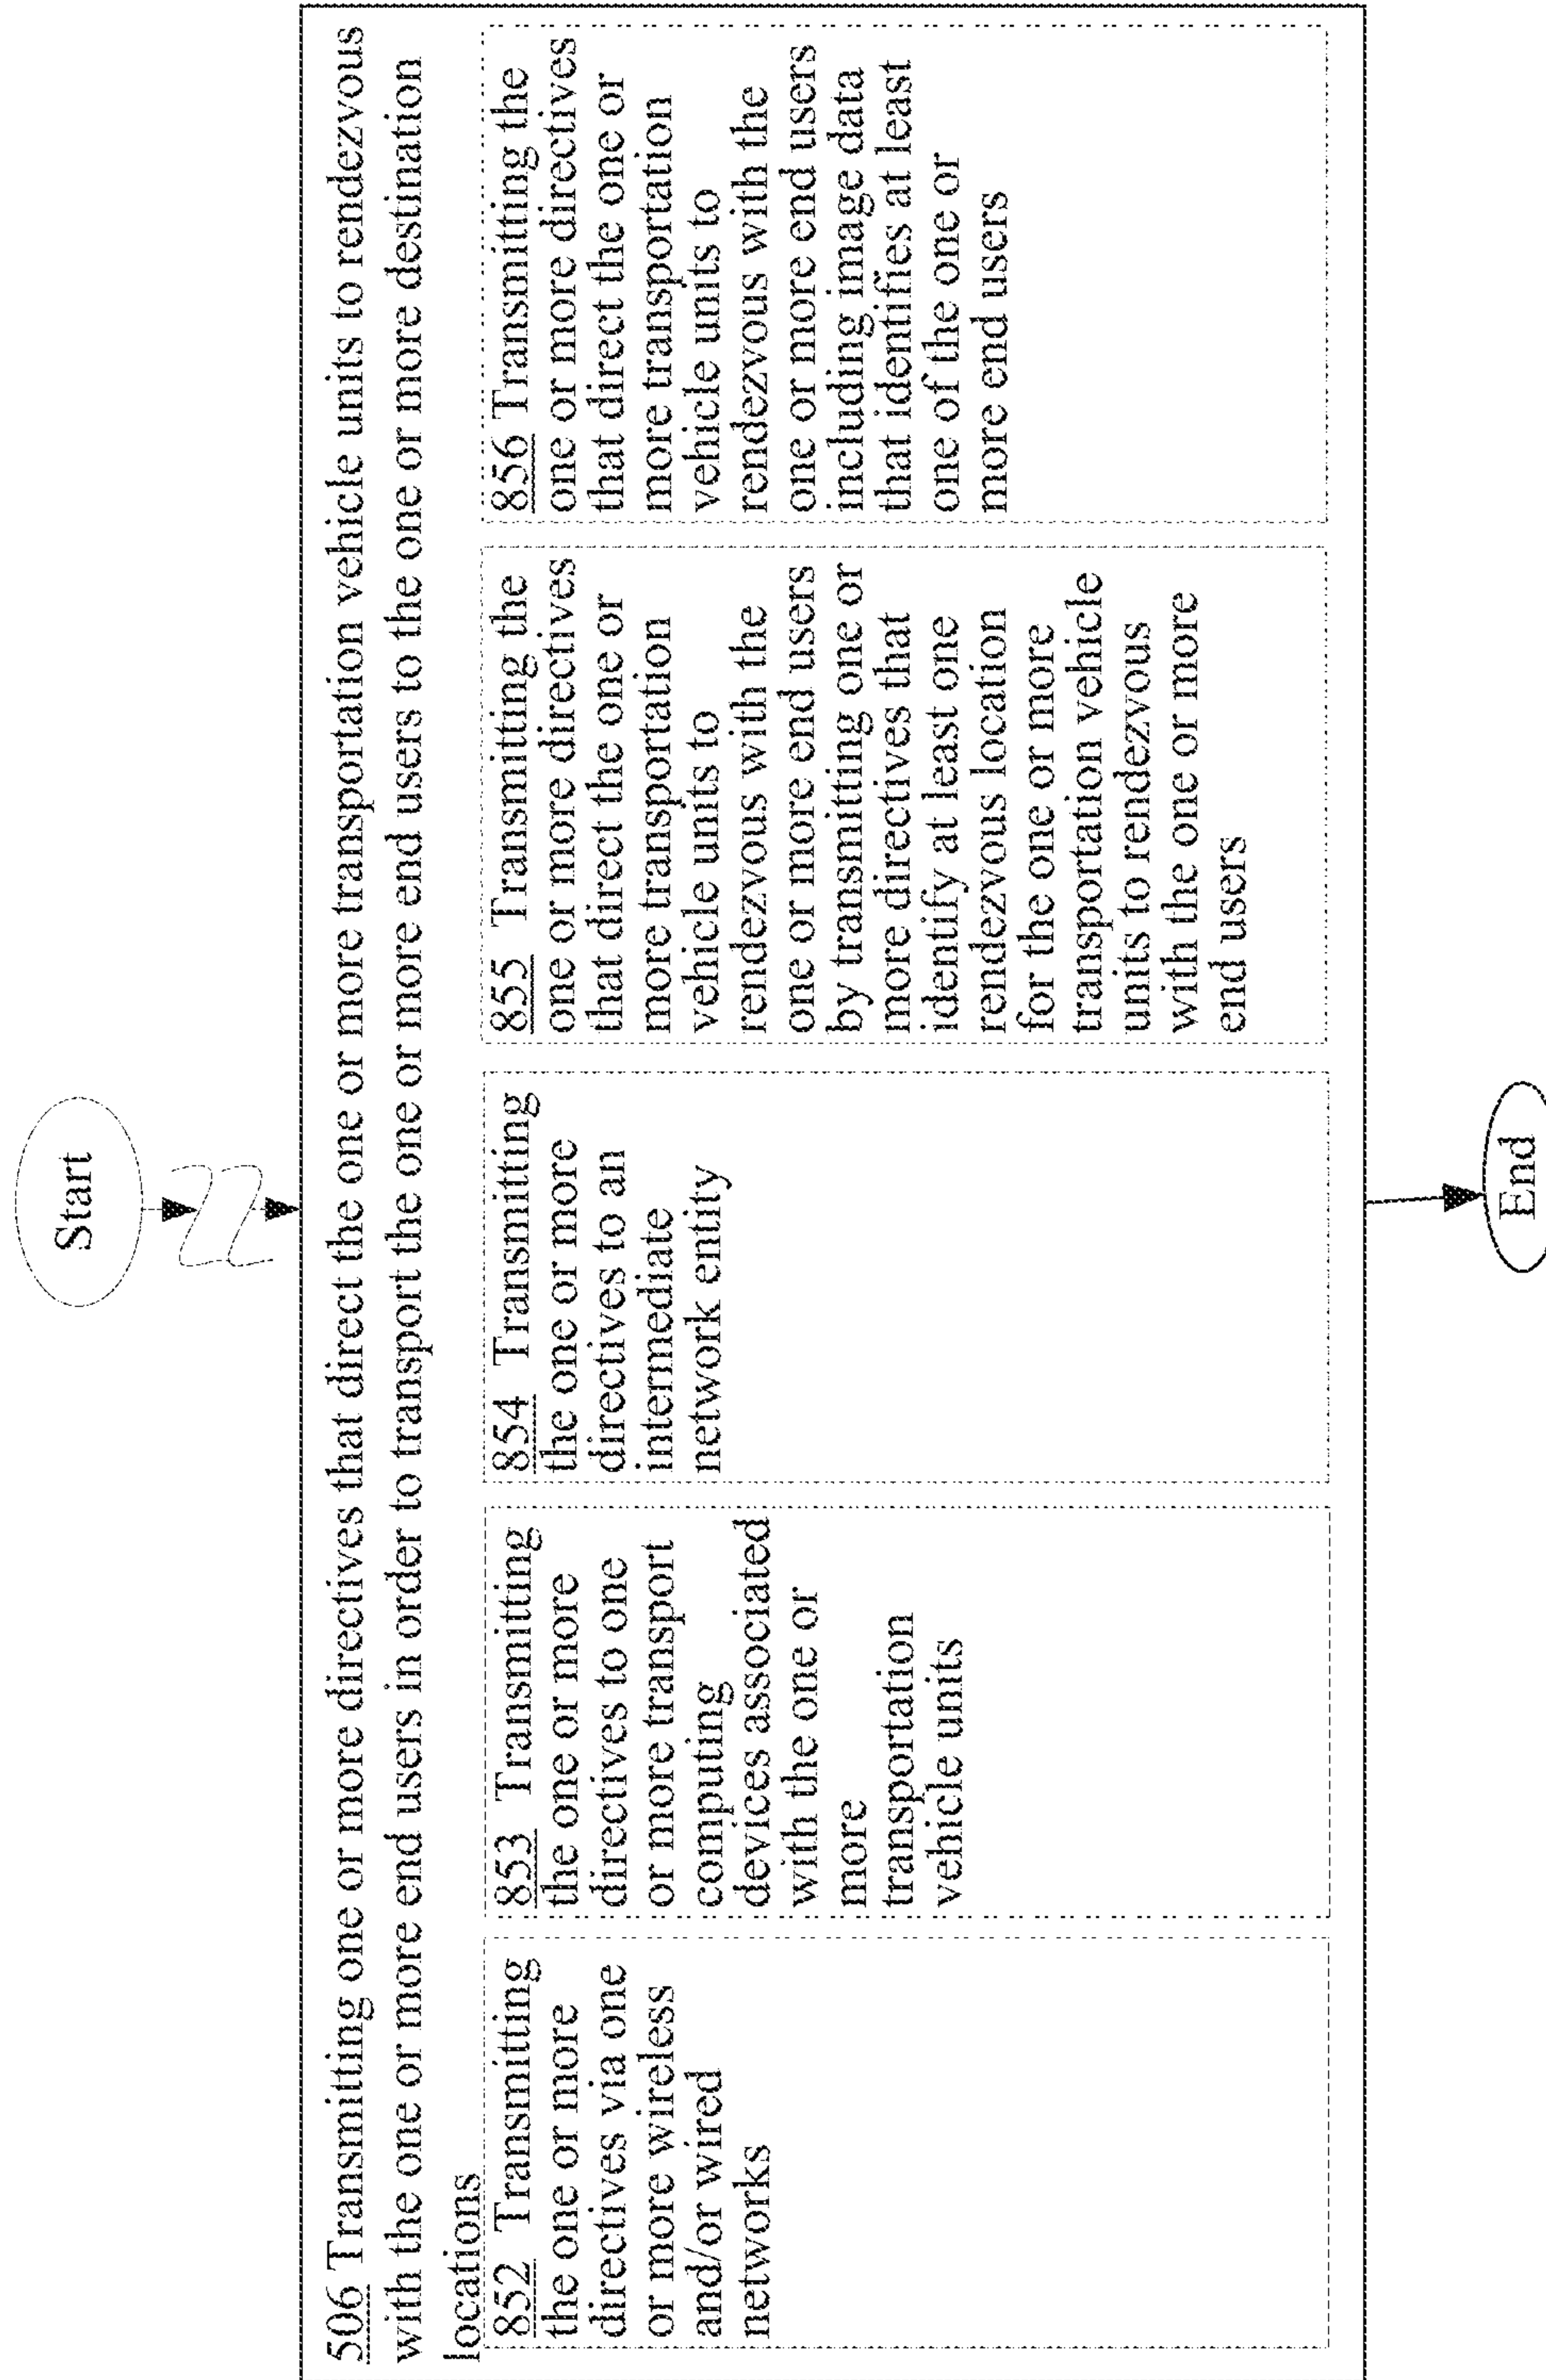 Start
506 Transmitting one or more directives that direct the one or more transportation vehicle units to rendezvous
with the one or more end users in order to transport the one or more end users to the one or more destination
locations
852 Transmitting
the one or more
directives via one
or more wireless
and/or wired
networks
853 Transmitting
the one or more
directives to one
or more transport
computing
devices associated
with the one or
more
transportation
vehicle units
854 Transmitting
the one or more
directives to an
intermediate
network entity
855 Transmitting the
one or more directives
that direct the one or
more transportation
vehicle units to
rendezvous with the
one or more end users
by transmitting one or
more directives that
identify at least one
rendezvous location
for the one or more
transportation vehicle
units to rendezvous
with the one or more
end users
856 Transmitting the
one or more directives
that direct the one or
more transportation
vehicle units to
rendezvous with the
one or more end users
including image data
that identifies at least
one of the one or
more end users
End